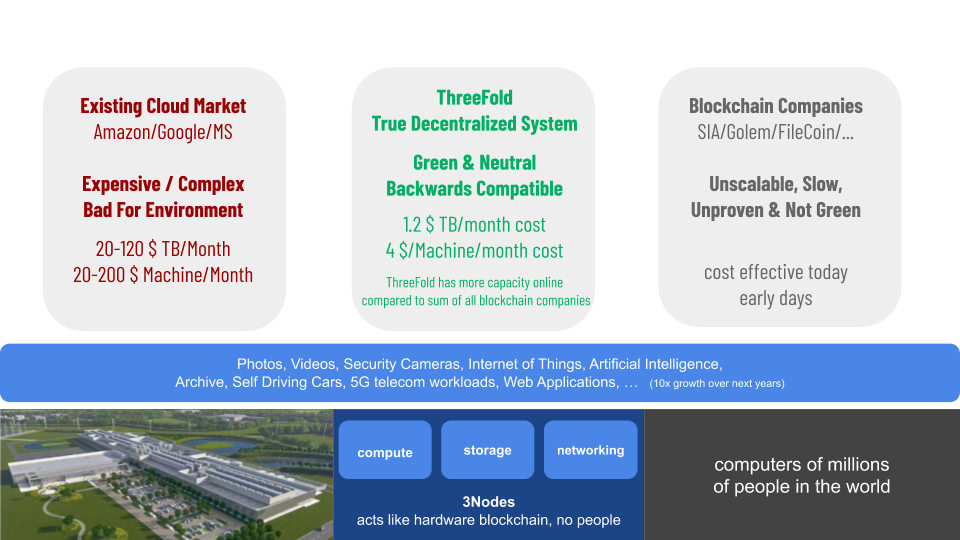 Existing Cloud Market
Amazon/Google/MS
Expensive / Complex
Bad For Environment
20-120 $ TB/Month
20-200 $ Machine/Month
ThreeFold
True Decentralized System
Green & Neutral
Backwards Compatible
1.2 $ TB/month cost
4 $/Machine/month cost
ThreeFold has more capacity online
compared to sum of all blockchain companies
Blockchain Companies
SIA/Golem/FileCoin/...
Unscalable, Slow,
Unproven & Not Green
cost effective today
early days
Photos, Videos, Security Cameras, Internet of Things, Artificial Intelligence,
Archive, Self Driving Cars, 5G telecom workloads, Web Applications, … (10x growth over next years)
compute
storage
networking
3Nodes
acts like hardware blockchain, no people
computers of millions
of people in the world